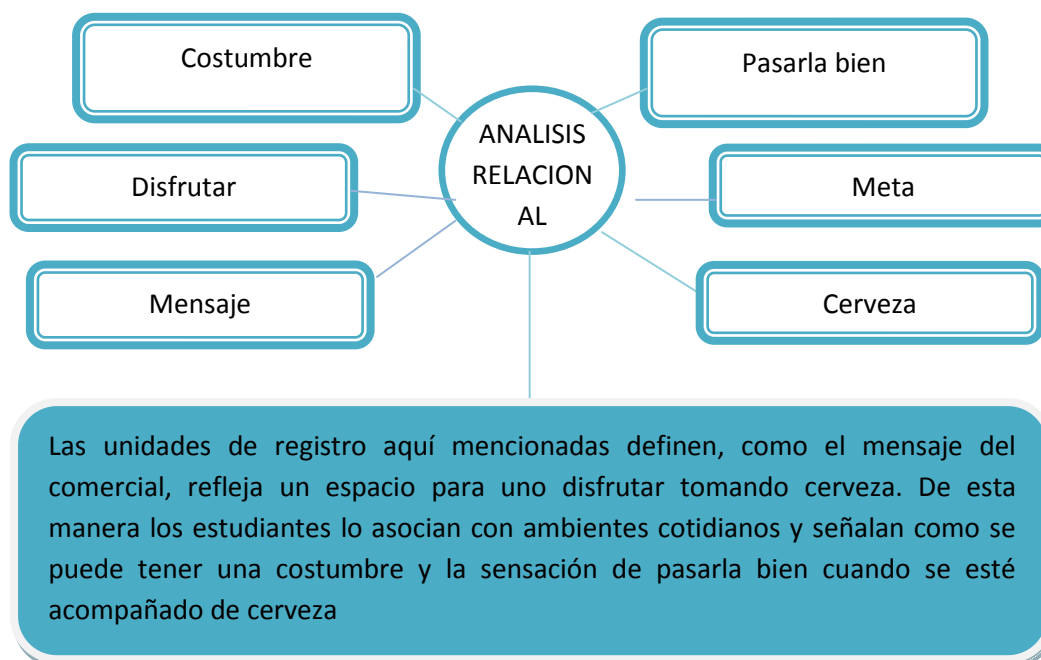 Costumbre
Pasarla bien
ANALISIS
RELACION
AL
Disfrutar
Meta
Mensaje
Cerveza
Las unidades de registro aquí mencionadas definen, como el mensaje del
comercial, refleja un espacio para uno disfrutar tomando cerveza. De esta
manera los estudiantes lo asocian con ambientes cotidianos y señalan como se
puede tener una costumbre y la sensación de pasarla bien cuando se esté
acompañado de cerveza